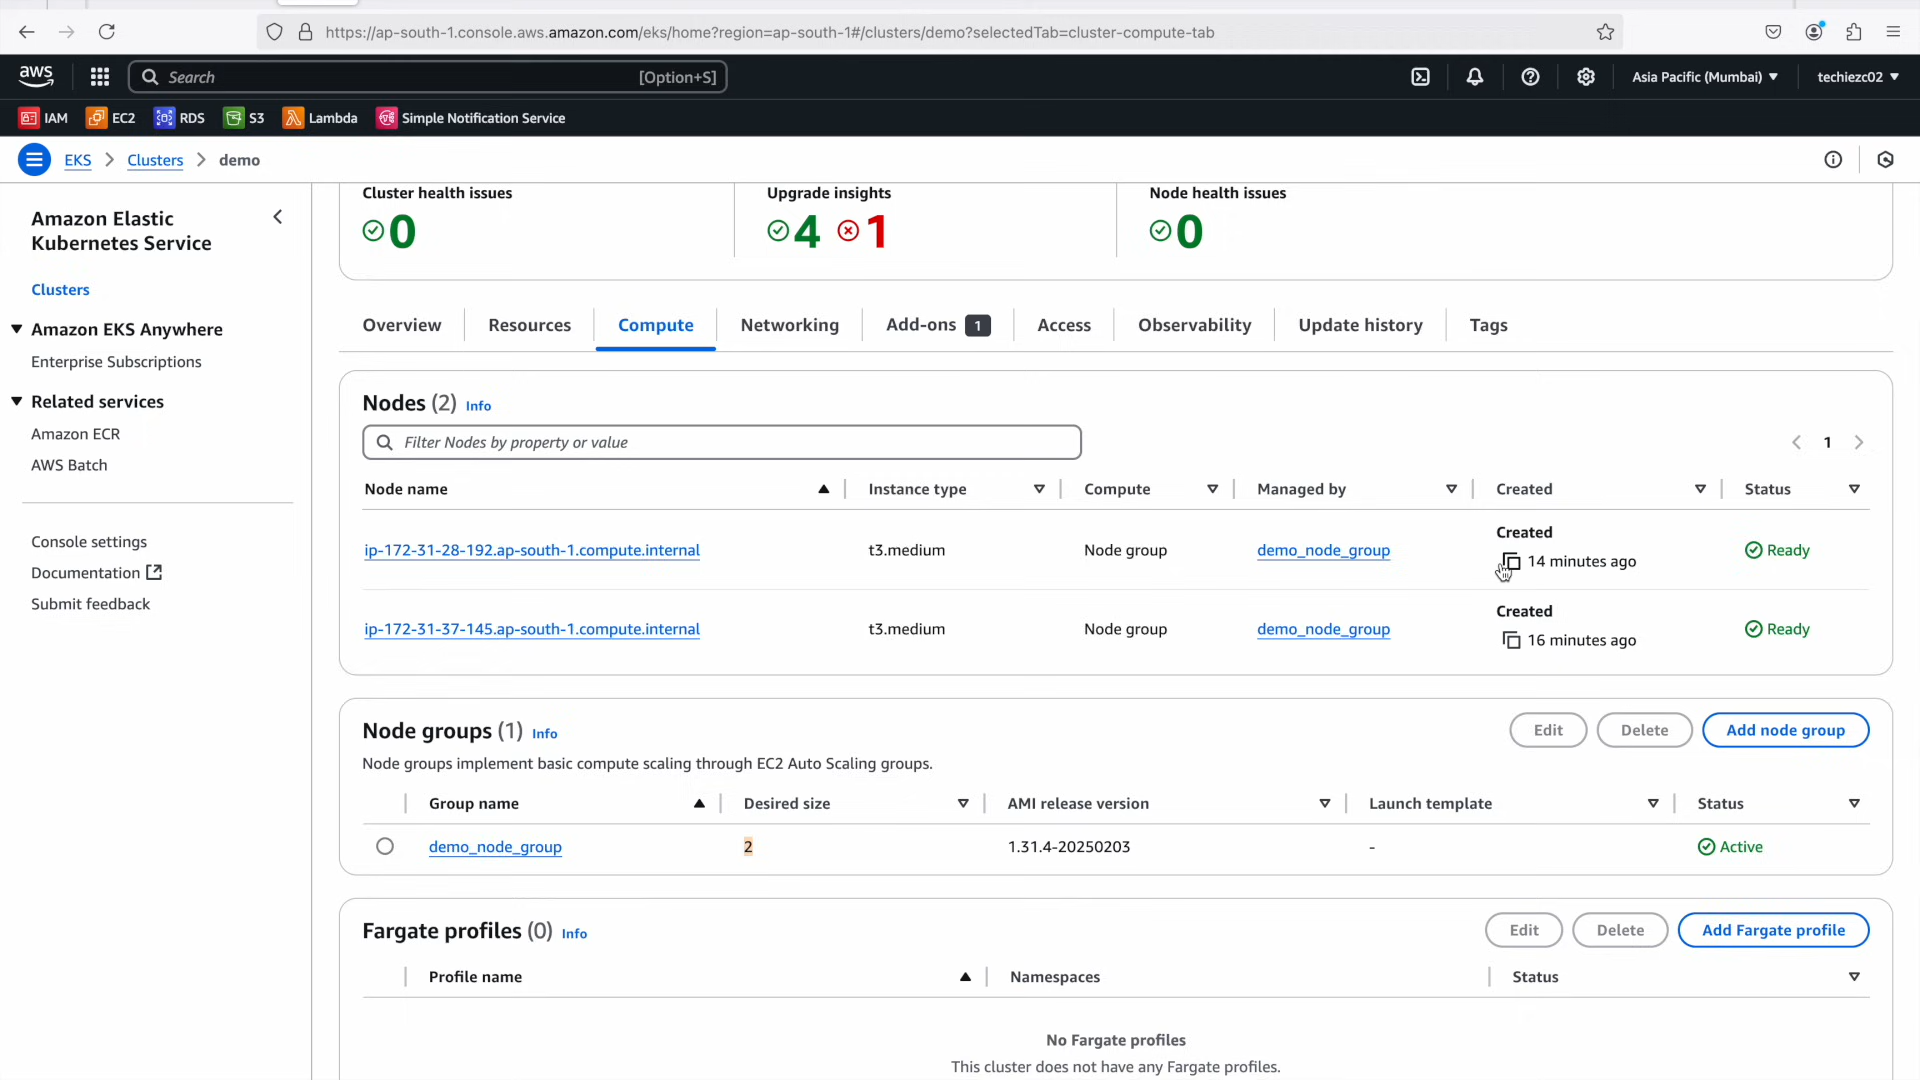 https://ap-south-1.console.aws.amazon.com/eks/home?region=ap-south-1#/clusters/demo?selectedTab=cluster-compute-tab
aws
Search [Option+S]
Asia Pacific (Mumbai)
techiezc02
IAM EC2 RDS S3 Lambda Simple Notification Service
EKS Clusters demo
Amazon Elastic
Kubernetes Service
Clusters
Amazon EKS Anywhere
Enterprise Subscriptions
Related services
Amazon ECR
AWS Batch
Console settings
Documentation
Submit feedback
Cluster health issues
0
Upgrade insights
4 1
Node health issues
0
Overview Resources Compute Networking Add-ons 1 Access Observability Update history Tags
Nodes (2) Info
Filter Nodes by property or value
1
Node name Instance type Compute Managed by Created Status
ip-172-31-28-192.ap-south-1.compute.internal t3.medium Node group demo_node_group Created
14 minutes ago Ready
ip-172-31-37-145.ap-south-1.compute.internal t3.medium Node group demo_node_group Created
16 minutes ago Ready
Node groups (1) Info
Edit Delete Add node group
Node groups implement basic compute scaling through EC2 Auto Scaling groups.
Group name Desired size AMI release version Launch template Status
demo_node_group 2 1.31.4-20250203 - Active
Fargate profiles (0) Info
Edit Delete Add Fargate profile
Profile name Namespaces Status
No Fargate profiles
This cluster does not have any Fargate profiles.